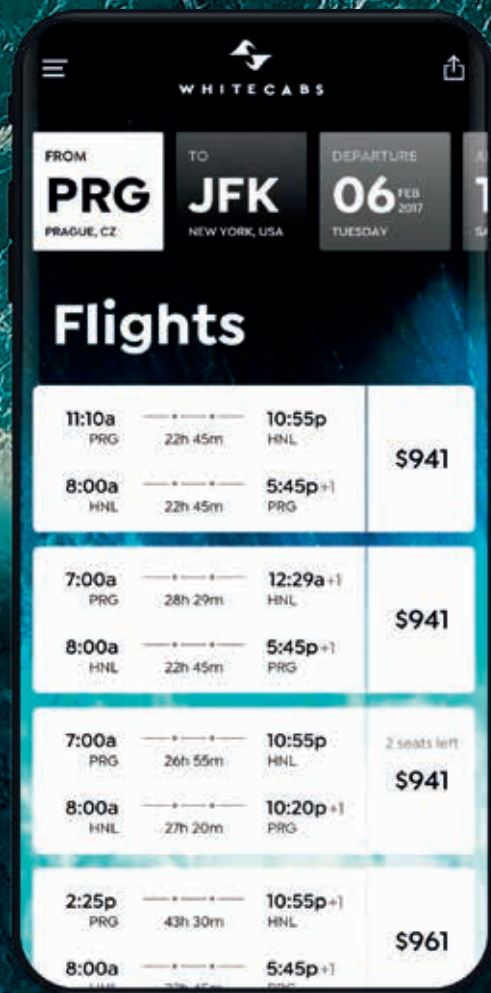 WHITECABS
FROM
PRG
PRAGUE, CZ
TO
JFK
NEW YORK, USA
DEPARTURE
06 FEB 2017
TUESDAY
Flights
11:10a 10:55p
PRG 22h 45m HNL
$941
8:00a 5:45p+1
HNL 22h 45m PRG
7:00a 12:29a+1
PRG 28h 29m HNL
$941
8:00a 5:45p+1
HNL 22h 45m PRG
7:00a 10:55p
PRG 26h 55m HNL
2 seats left
$941
8:00a 10:20p+1
HNL 27h 20m PRG
2:25p 10:55p+1
PRG 43h 30m HNL
$961
8:00a 5:45p+1